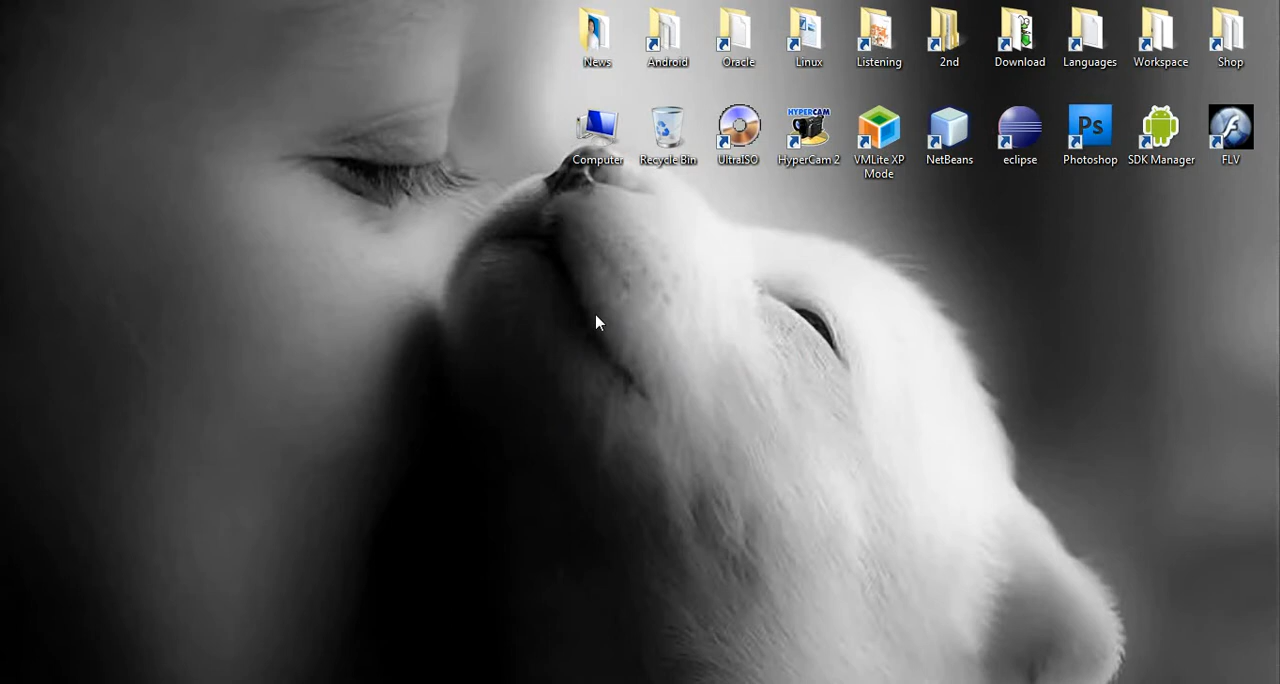 News
Android
Oracle
Linux
Listening
2nd
Download
Languages
Workspace
Shop
HYPERCAM
Ps
Computer
Recycle Bin
UltraISO
HyperCam 2
VMLite XP
Mode
NetBeans
eclipse
Photoshop
SDK Manager
FLV